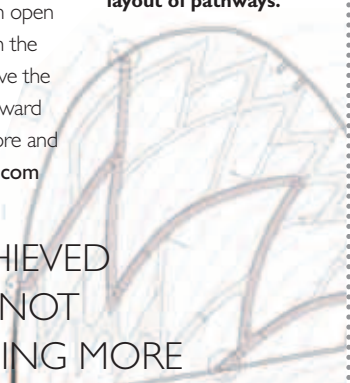 layout of pathways.
n open
n the
ve the
ward
ore and
com
HIEVED
NOT
ING MORE